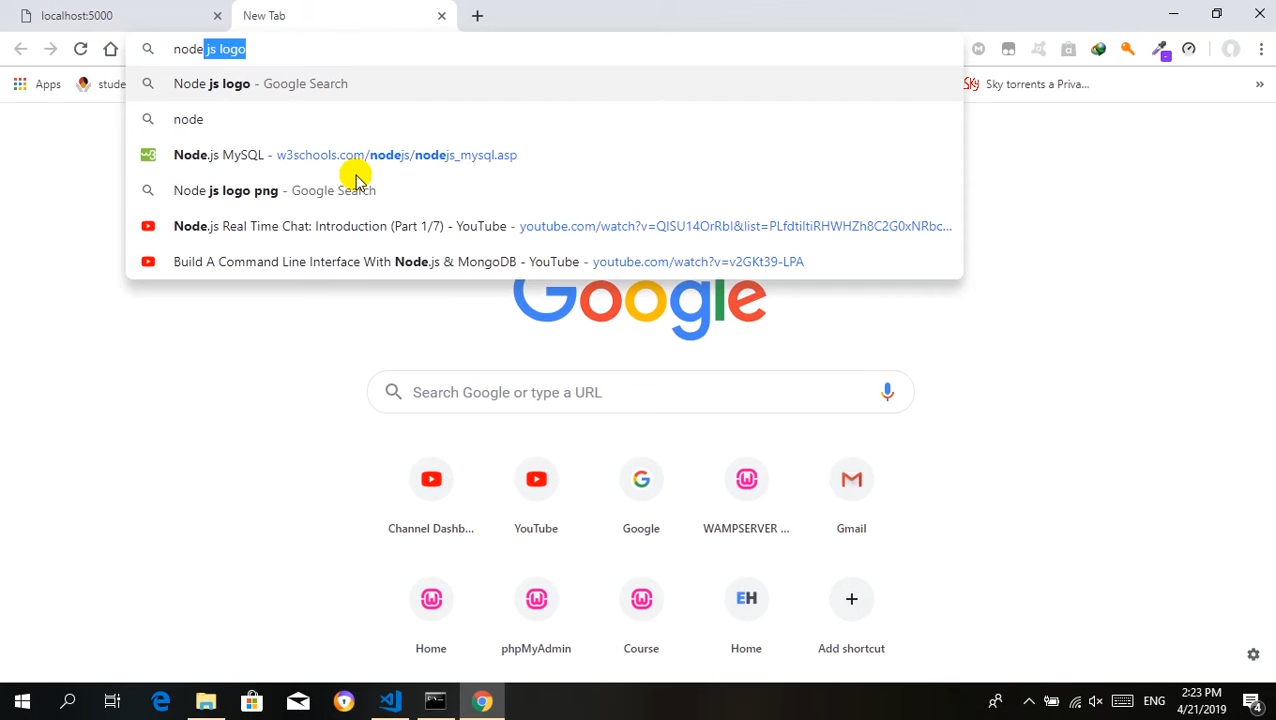 localhost:5000
New Tab
node js logo
Node js logo - Google Search
node
Node.js MySQL - w3schools.com/nodejs/nodejs_mysql.asp
Node js logo png - Google Search
Node.js Real Time Chat: Introduction (Part 1/7) - YouTube - youtube.com/watch?v=QISU14OrRbI&list=PLfdtiltiRHWHZh8C2G0xNRbc...
Build A Command Line Interface With Node.js & MongoDB - YouTube - youtube.com/watch?v=v2GKt39-LPA
Apps
stude
Sky torrents a Priva...
Google
Search Google or type a URL
Channel Dashb...
YouTube
Google
WAMPSERVER ...
Gmail
EH
Home
phpMyAdmin
Course
Home
Add shortcut
ENG
2:23 PM
4/21/2019
4